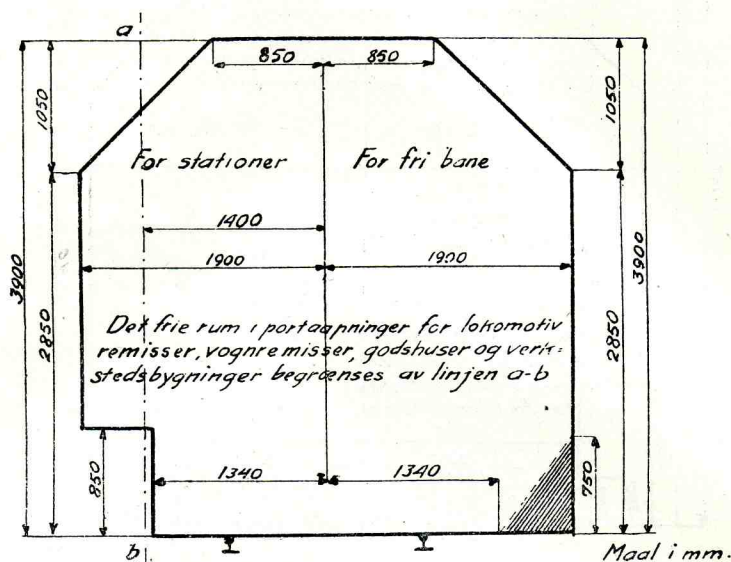 a
850 850
1050
1050
For stationer
For fri bane
1400
1900
1900
3900
2850
3900
2850
Det frie rum i portaapninger for lokomotiv
remisser, vognremisser, godshuser og verk-
stedsbygninger begrænses av linjen a-b
850
1340
1340
750
b
Maal i mm.